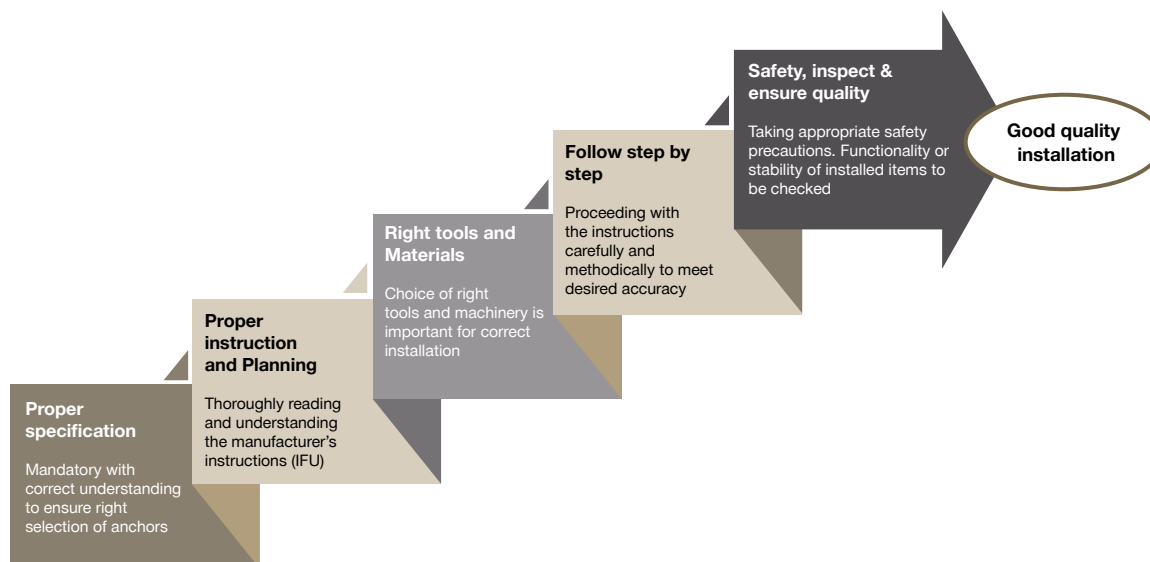 Proper
specification
Mandatory with
correct understanding
to ensure right
selection of anchors
Proper
instruction
and Planning
Thoroughly reading
and understanding
the manufacturer's
instructions (IFU)
Right tools and
Materials
Choice of right
tools and machinery is
important for correct
installation
Follow step by
step
Proceeding with
the instructions
carefully and
methodically to meet
desired accuracy
Safety, inspect &
ensure quality
Taking appropriate safety
precautions. Functionality or
stability of installed items to
be checked
Good quality
installation